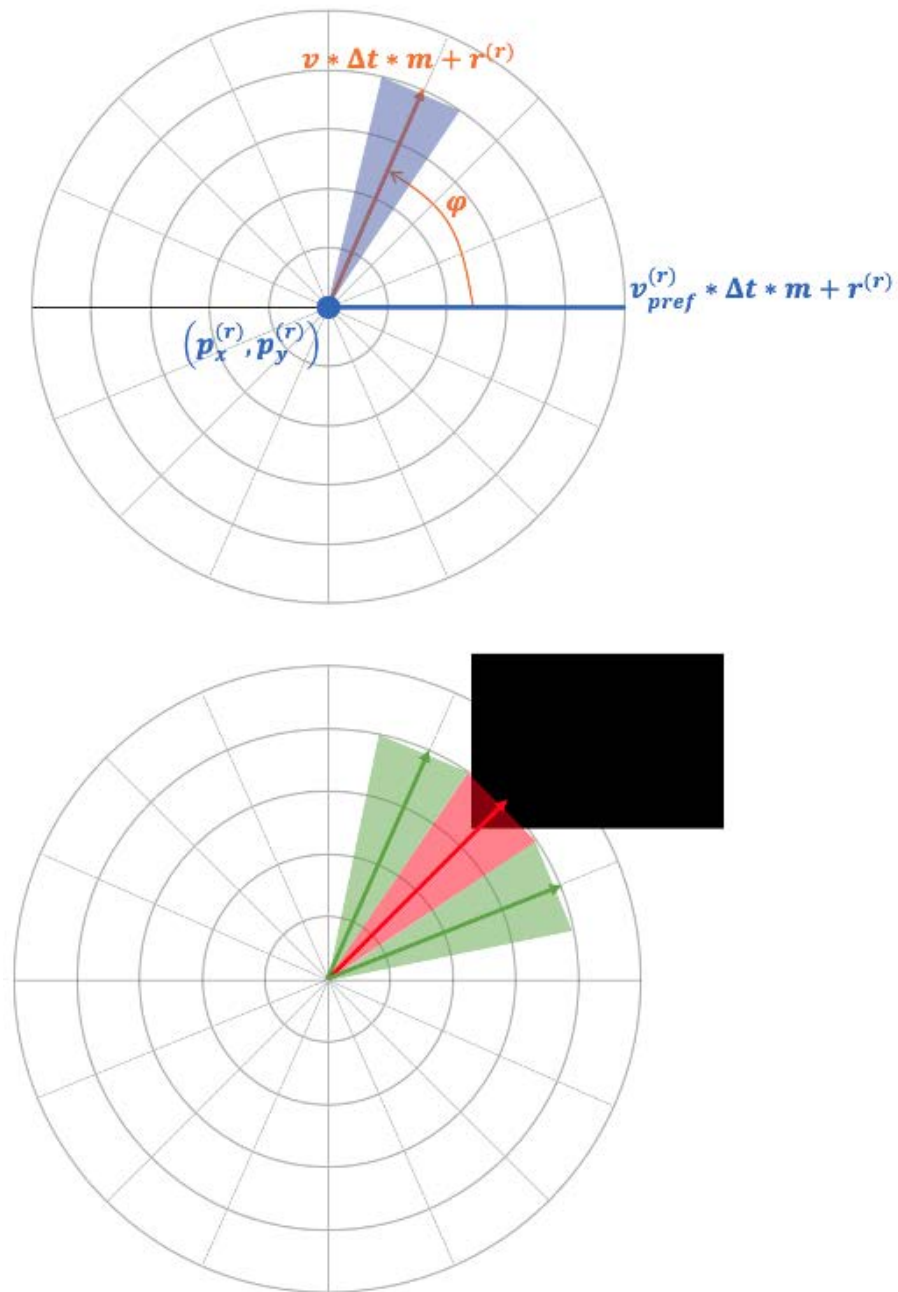 v * Δt * m + r^(r)
φ
v_pref^(r) * Δt * m + r^(r)
(p_x^(r), p_y^(r))